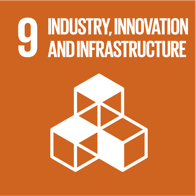 9 INDUSTRY, INNOVATION
AND INFRASTRUCTURE